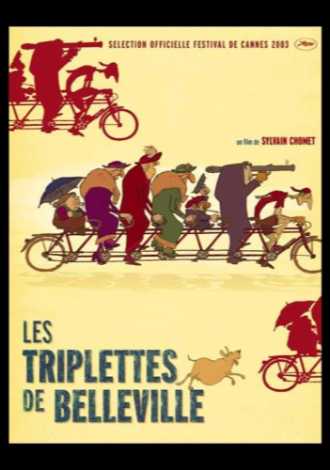 SELECTION OFFICIELLE FESTIVAL DE CANNES 2003
un film de SYLVAIN CHOMET
LES
TRIPLETTES
DE BELLEVILLE